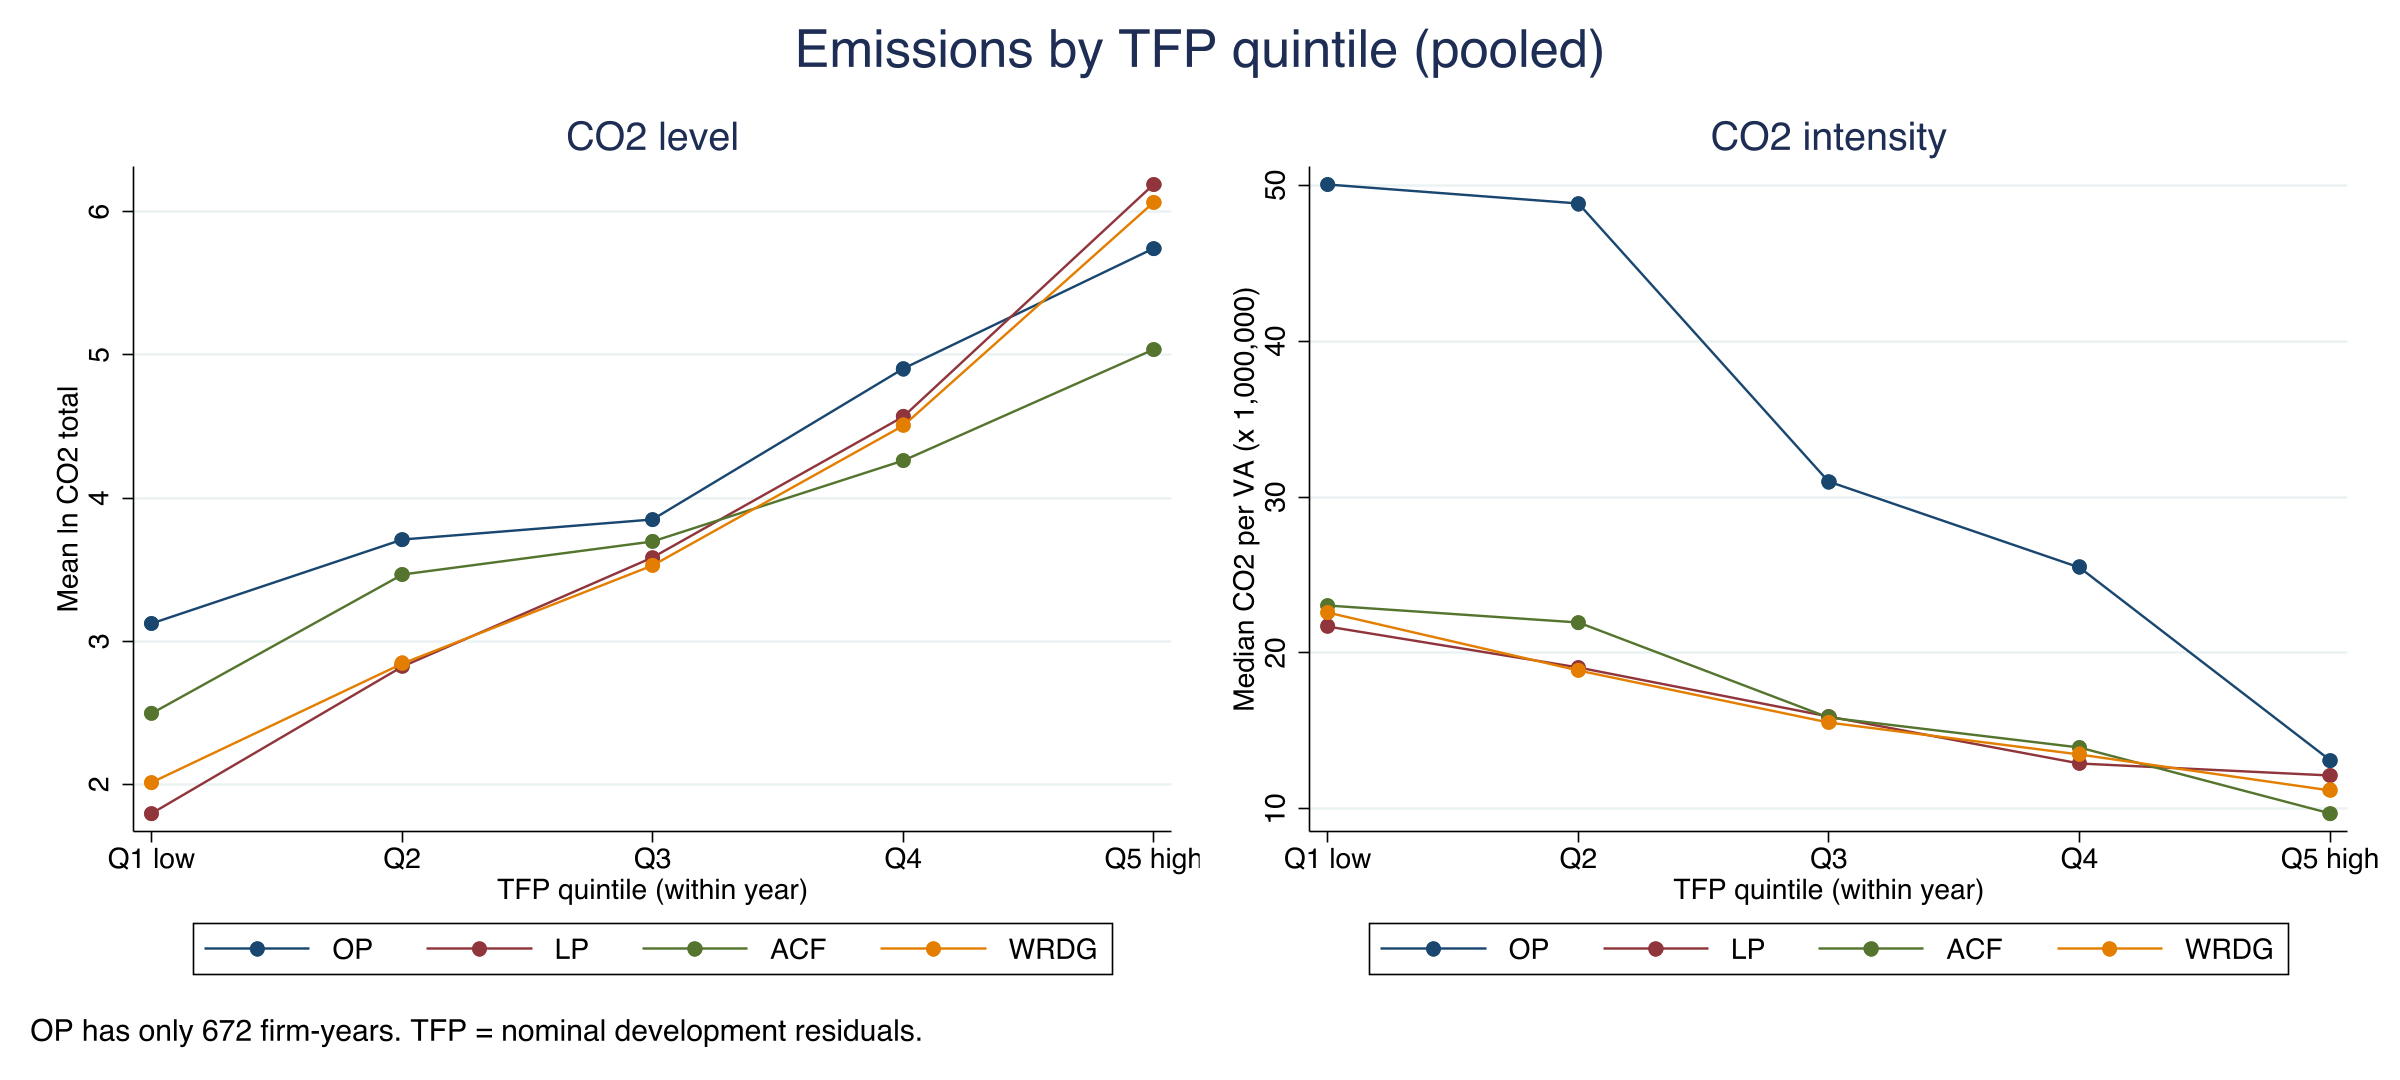 Emissions by TFP quintile (pooled)
CO2 level
Mean ln CO2 total
6
5
4
3
2
Q1 low Q2 Q3 Q4 Q5 high
TFP quintile (within year)
OP LP ACF WRDG
CO2 intensity
Median CO2 per VA (x 1,000,000)
50
40
30
20
10
Q1 low Q2 Q3 Q4 Q5 high
TFP quintile (within year)
OP LP ACF WRDG
OP has only 672 firm-years. TFP = nominal development residuals.